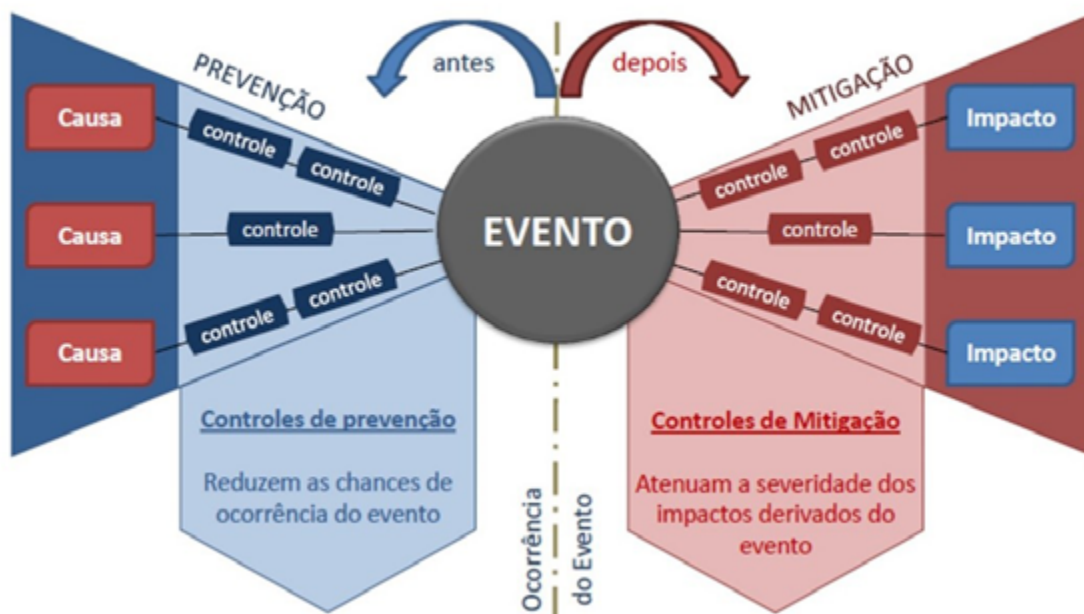 antes
depois
PREVENÇÃO
MITIGAÇÃO
Causa
controle
controle
controle
controle
Impacto
Causa
controle
EVENTO
controle
Impacto
Causa
controle
controle
controle
controle
Impacto
Controles de prevenção
Reduzem as chances de
ocorrência do evento
Ocorrência
do Evento
Controles de Mitigação
Atenuam a severidade dos
impactos derivados do
evento